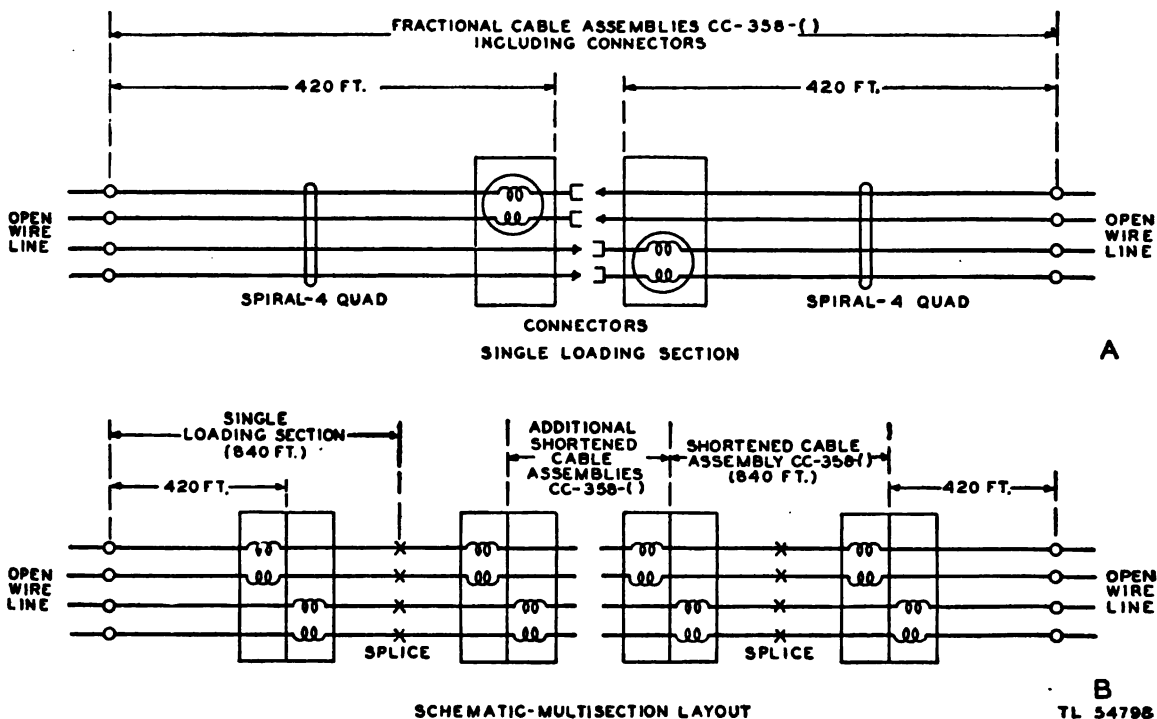 FRACTIONAL CABLE ASSEMBLIES CC-358-( )
INCLUDING CONNECTORS
420 FT.
420 FT.
OPEN
WIRE
LINE
OPEN
WIRE
LINE
SPIRAL-4 QUAD
SPIRAL-4 QUAD
CONNECTORS
SINGLE LOADING SECTION
A
SINGLE
LOADING SECTION
(840 FT.)
ADDITIONAL
SHORTENED
CABLE
ASSEMBLIES
CC-358-( )
SHORTENED CABLE
ASSEMBLY CC-358-( )
(840 FT.)
420 FT.
420 FT.
OPEN
WIRE
LINE
OPEN
WIRE
LINE
SPLICE
SPLICE
SCHEMATIC-MULTISECTION LAYOUT
B
TL 54798